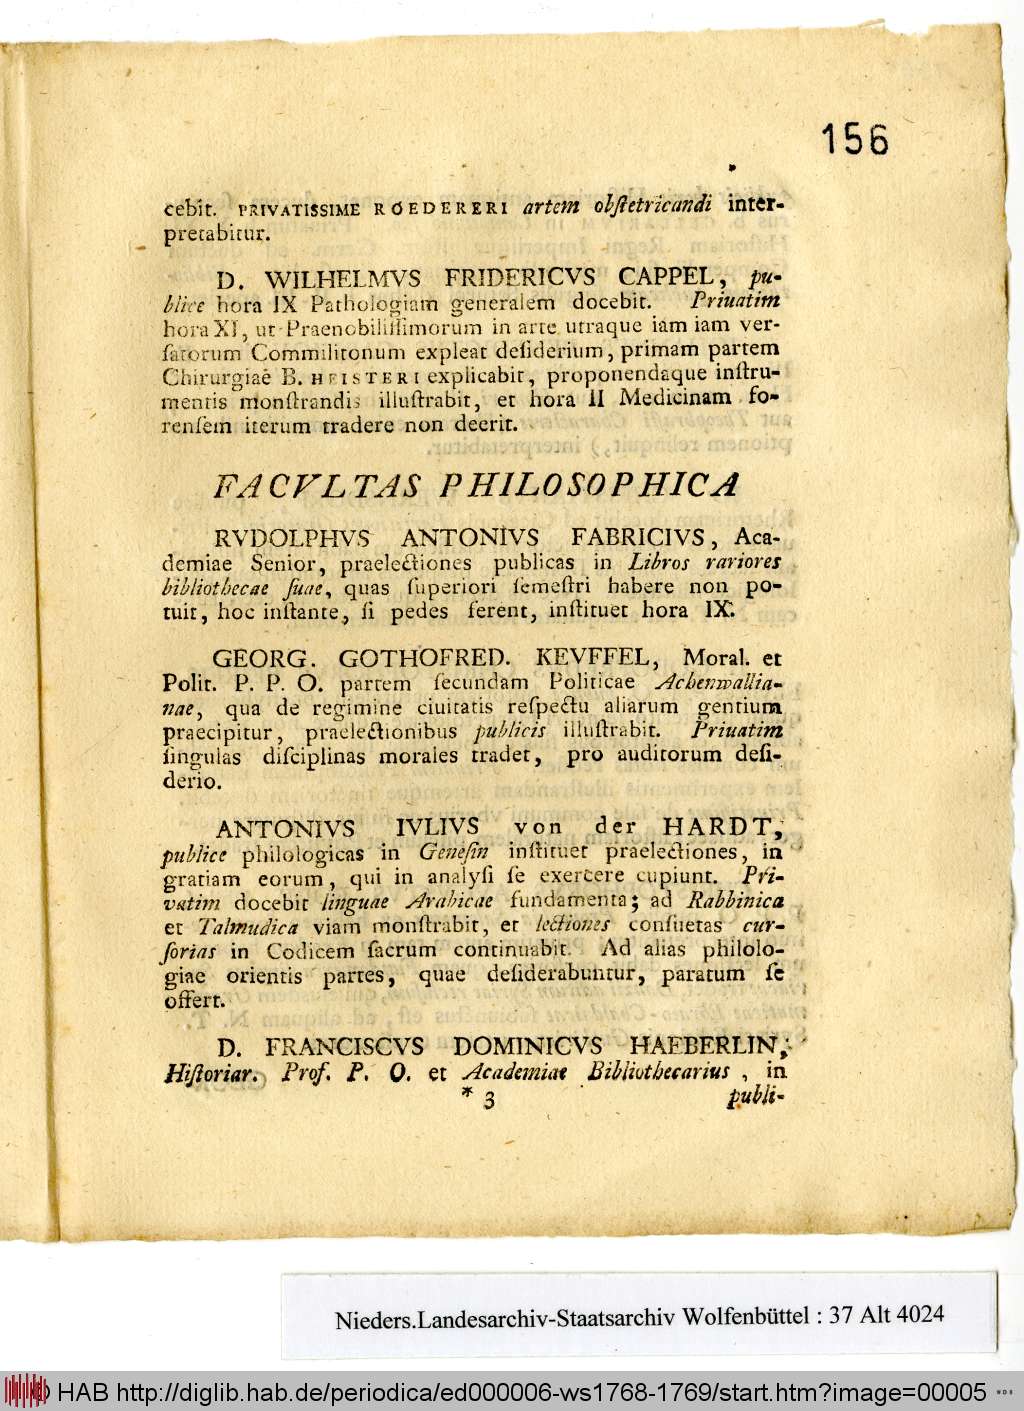 156
cebit. PRIVATISSIME ROEDERERI artem obſtetricandi inter-
pretabitur.
D. WILHELMVS FRIDERICVS CAPPEL, pu-
blice hora IX Pathologiam generalem docebit. Priuatim
hora XI, ut Praenobiliſſimorum in arte utraque iam iam ver-
ſatorum Commilitonum expleat deſiderium, primam partem
Chirurgiae B. HEISTERI explicabit, proponendaque inſtru-
mentis monſtrandis illuſtrabit, et hora II Medicinam fo-
renſem iterum tradere non deerit.
FACVLTAS PHILOSOPHICA
RVDOLPHVS ANTONIVS FABRICIVS, Aca-
demiae Senior, praelectiones publicas in Libros rariores
bibliothecae ſuae, quas ſuperiori ſemeſtri habere non po-
tuit, hoc inſtante, ſi pedes ferent, inſtituet hora IX.
GEORG. GOTHOFRED. KEVFFEL, Moral. et
Polit. P. P. O. partem ſecundam Politicae Achenwallia-
nae, qua de regimine ciuitatis reſpectu aliarum gentium
praecipitur, praelectionibus publicis illuſtrabit. Priuatim
ſingulas diſciplinas morales tradet, pro auditorum deſi-
derio.
ANTONIVS IVLIVS von der HARDT,
publice philologicas in Geneſin inſtituet praelectiones, in
gratiam eorum, qui in analyſi ſe exercere cupiunt. Pri-
vatim docebit linguae Arabicae fundamenta; ad Rabbinica
et Talmudica viam monſtrabit, et lectiones conſuetas cur-
ſorias in Codicem ſacrum continuabit. Ad alias philolo-
giae orientis partes, quae deſiderabuntur, paratum ſe
offert.
D. FRANCISCVS DOMINICVS HAEBERLIN,
Hiſtoriar. Prof. P. O. et Academiae Bibliothecarius, in
* 3 publi-
Nieders.Landesarchiv-Staatsarchiv Wolfenbüttel : 37 Alt 4024
© HAB http://diglib.hab.de/periodica/ed000006-ws1768-1769/start.htm?image=00005